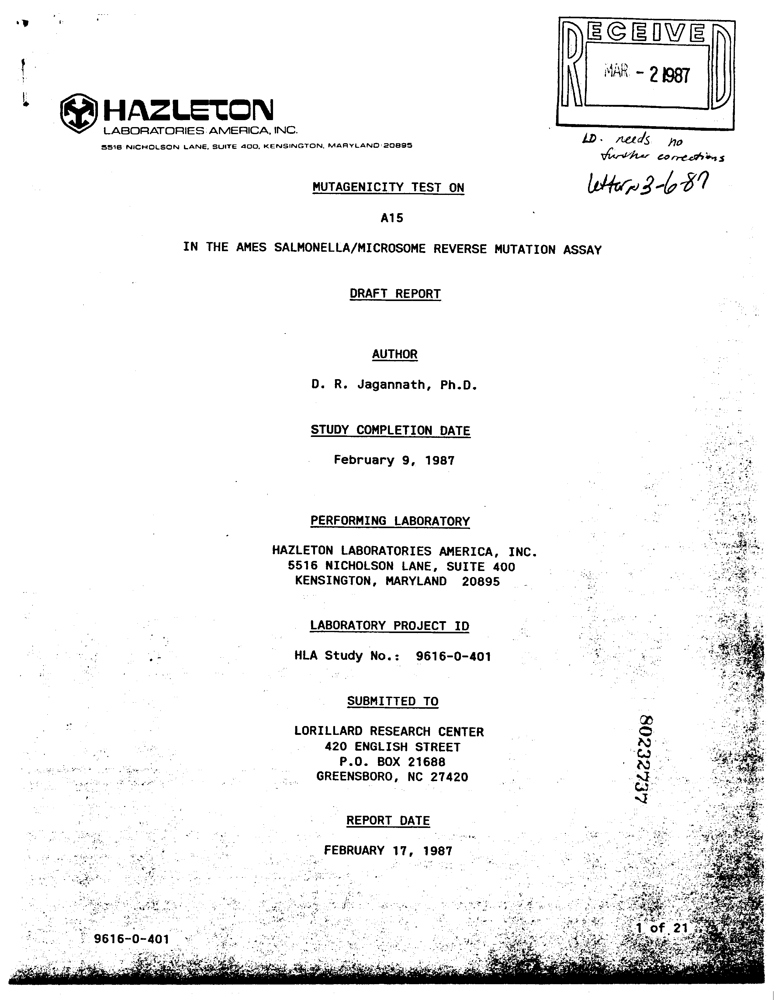 RECEIVED
MAR - 2 1987
HAZLETON
LABORATORIES AMERICA, INC.
5516 NICHOLSON LANE, SUITE 400, KENSINGTON, MARYLAND 20895
needs no
further corrections
letter 3-6-87
MUTAGENICITY TEST ON
A15
IN THE AMES SALMONELLA/MICROSOME REVERSE MUTATION ASSAY
DRAFT REPORT
AUTHOR
D. R. Jagannath, Ph.D.
STUDY COMPLETION DATE
February 9, 1987
PERFORMING LABORATORY
HAZLETON LABORATORIES AMERICA, INC.
5516 NICHOLSON LANE, SUITE 400
KENSINGTON, MARYLAND 20895
LABORATORY PROJECT ID
HLA Study No.: 9616-0-401
SUBMITTED TO
LORILLARD RESEARCH CENTER
420 ENGLISH STREET
P.O. BOX 21688
GREENSBORO, NC 27420
80232737
REPORT DATE
FEBRUARY 17, 1987
1 of 21
9616-0-401